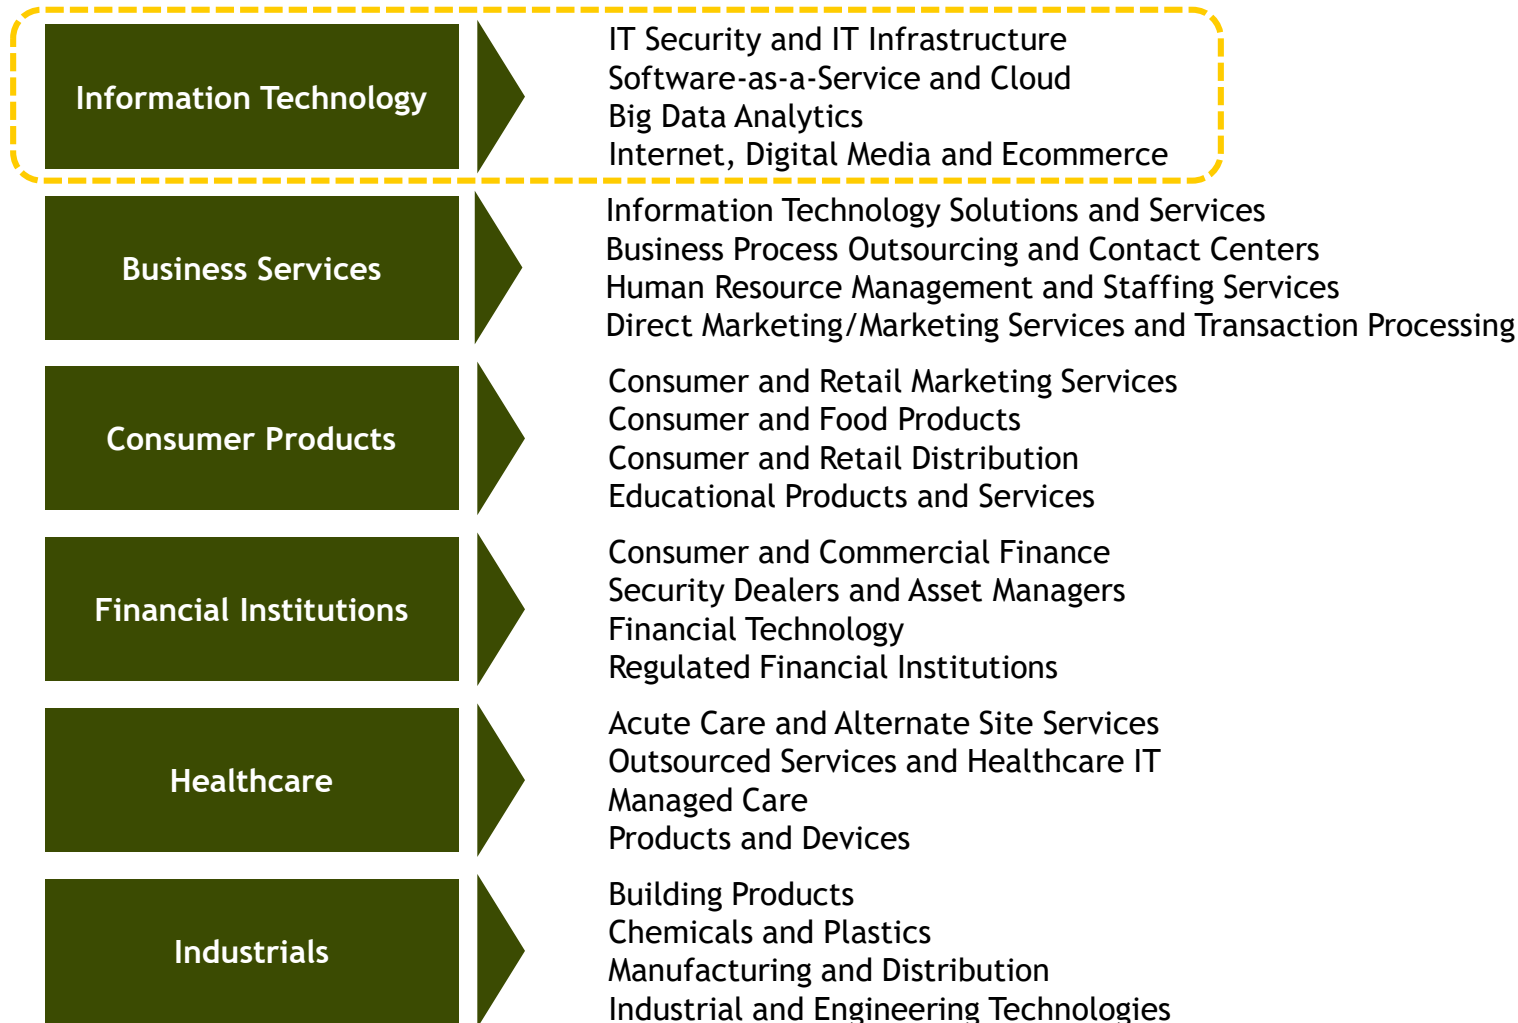 Information Technology
IT Security and IT Infrastructure
Software-as-a-Service and Cloud
Big Data Analytics
Internet, Digital Media and Ecommerce
Business Services
Information Technology Solutions and Services
Business Process Outsourcing and Contact Centers
Human Resource Management and Staffing Services
Direct Marketing/Marketing Services and Transaction Processing
Consumer Products
Consumer and Retail Marketing Services
Consumer and Food Products
Consumer and Retail Distribution
Educational Products and Services
Financial Institutions
Consumer and Commercial Finance
Security Dealers and Asset Managers
Financial Technology
Regulated Financial Institutions
Healthcare
Acute Care and Alternate Site Services
Outsourced Services and Healthcare IT
Managed Care
Products and Devices
Industrials
Building Products
Chemicals and Plastics
Manufacturing and Distribution
Industrial and Engineering Technologies